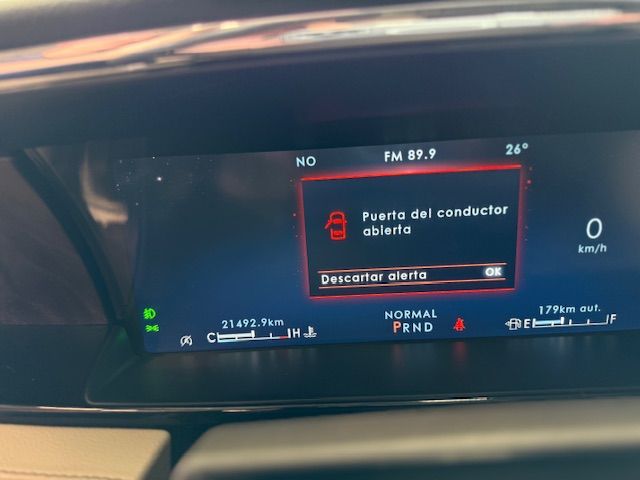 NO FM 89.9 26°
Puerta del conductor
abierta
0
km/h
Descartar alerta OK
21492.9km NORMAL 179km aut.
C H PRND E F